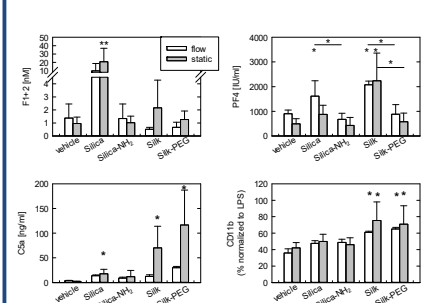 50
40
30
20
10
4
3
2
1
0
F1+2 [nM]
**
flow
static
vehicle
Silica
Silica-NH2
Silk
Silk-PEG
4000
3000
2000
1000
0
PF4 [IU/ml]
*
*
*
* *
*
vehicle
Silica
Silica-NH2
Silk
Silk-PEG
200
150
100
50
0
C5a [ng/ml]
*
*
*
vehicle
Silica
Silica-NH2
Silk
Silk-PEG
120
100
80
60
40
20
0
CD11b
(% normalized to LPS)
* *
* *
vehicle
Silica
Silica-NH2
Silk
Silk-PEG